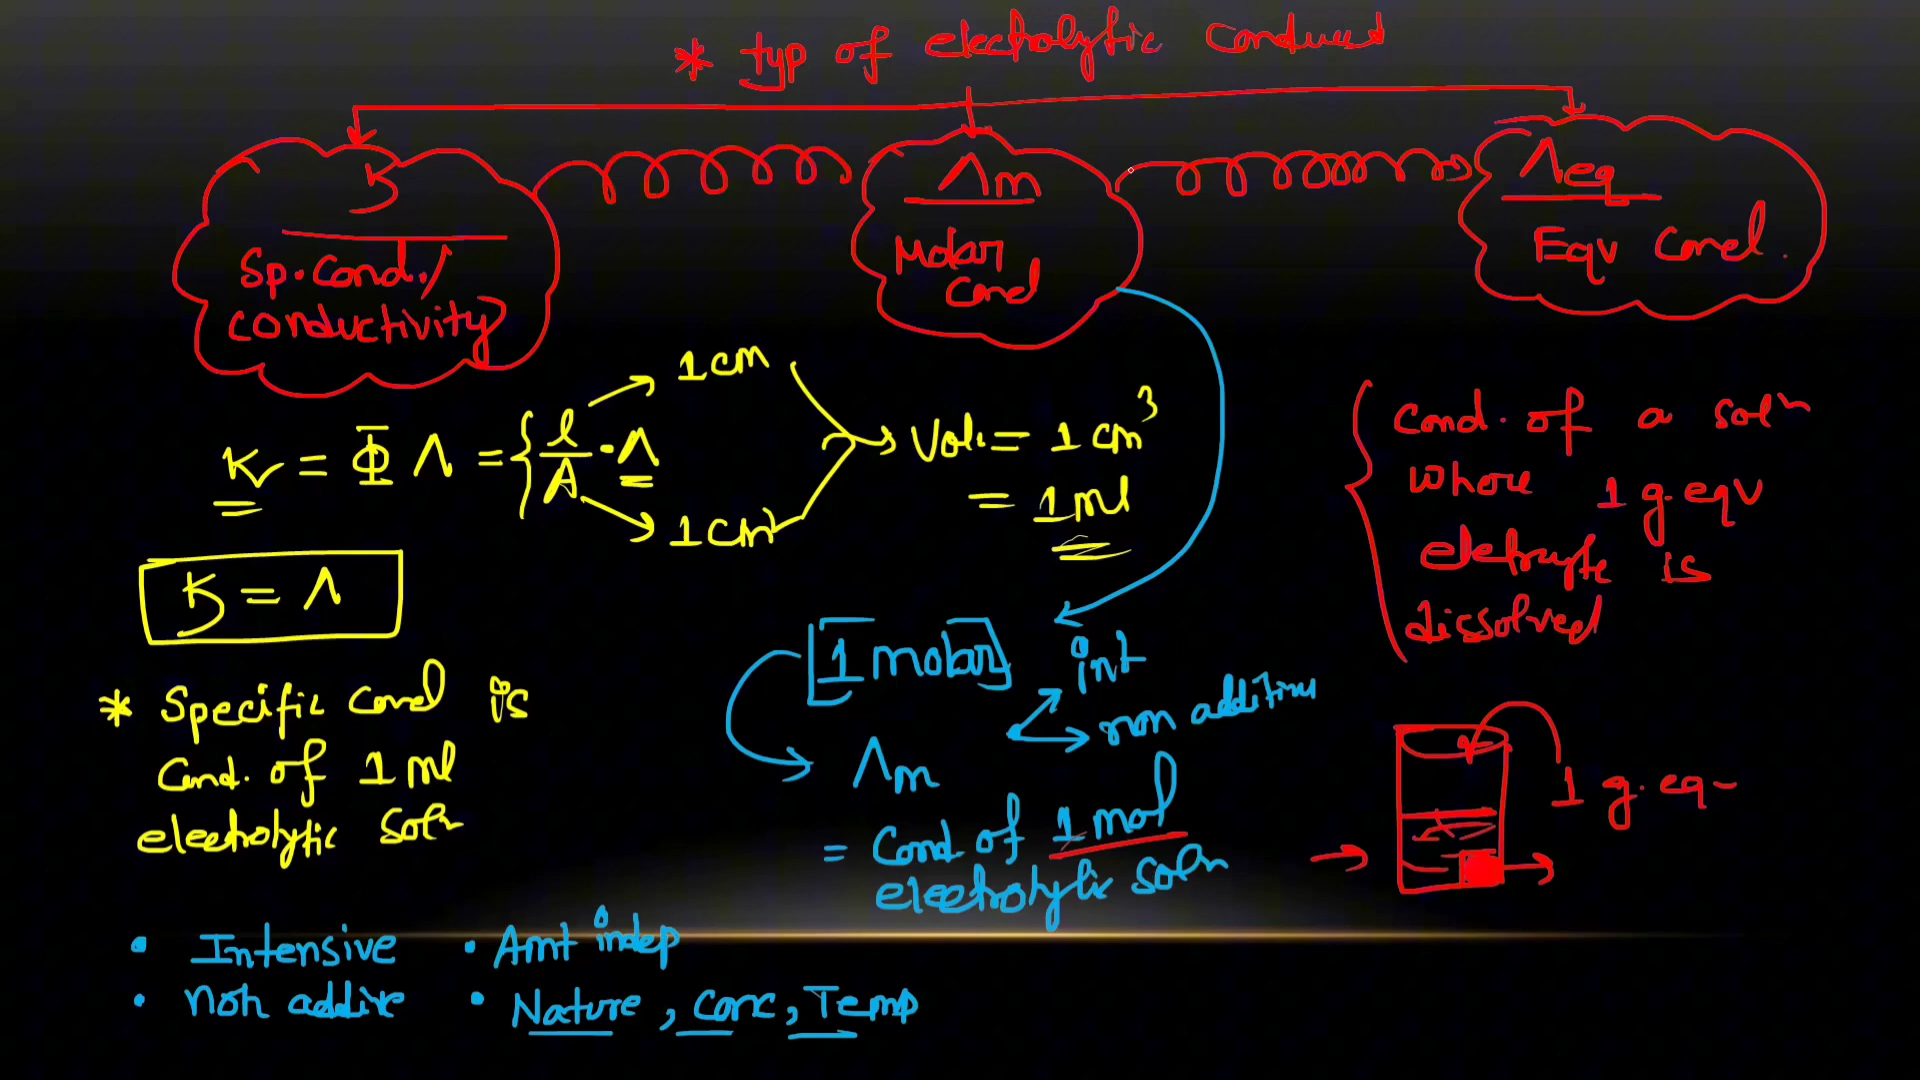 * typ of electrolytic conduct
K
Sp. Cond./
conductivity
Λm
Molar
Cond
Λeq
Eqv Cond.
K = Φ Λ = { l/A · Λ
1 cm
1 cm²
Vol. = 1 cm³
= 1 ml
K = Λ
* Specific cond is
Cond. of 1 ml
electrolytic soln
• Intensive
• non addive
• Amt indep
• Nature, conc, Temp
[1 molar]
int
non additive
Λm
= Cond. of 1 mol
electrolytic soln
Cond. of a soln
where 1 g.eqv
eletrayte is
dissolved
1 g.eq